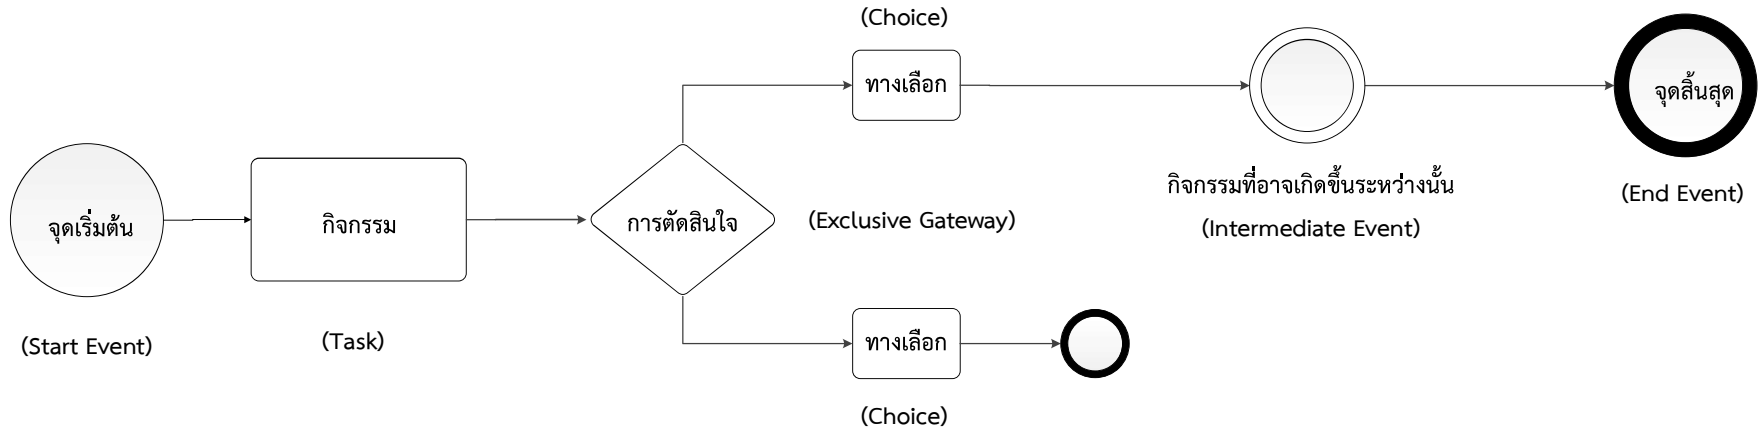 (Choice)
ทางเลือก
จุดสิ้นสุด
กิจกรรมที่อาจเกิดขึ้นระหว่างนั้น
(End Event)
จุดเริ่มต้น
กิจกรรม
การตัดสินใจ
(Exclusive Gateway)
(Intermediate Event)
(Start Event)
(Task)
ทางเลือก
(Choice)